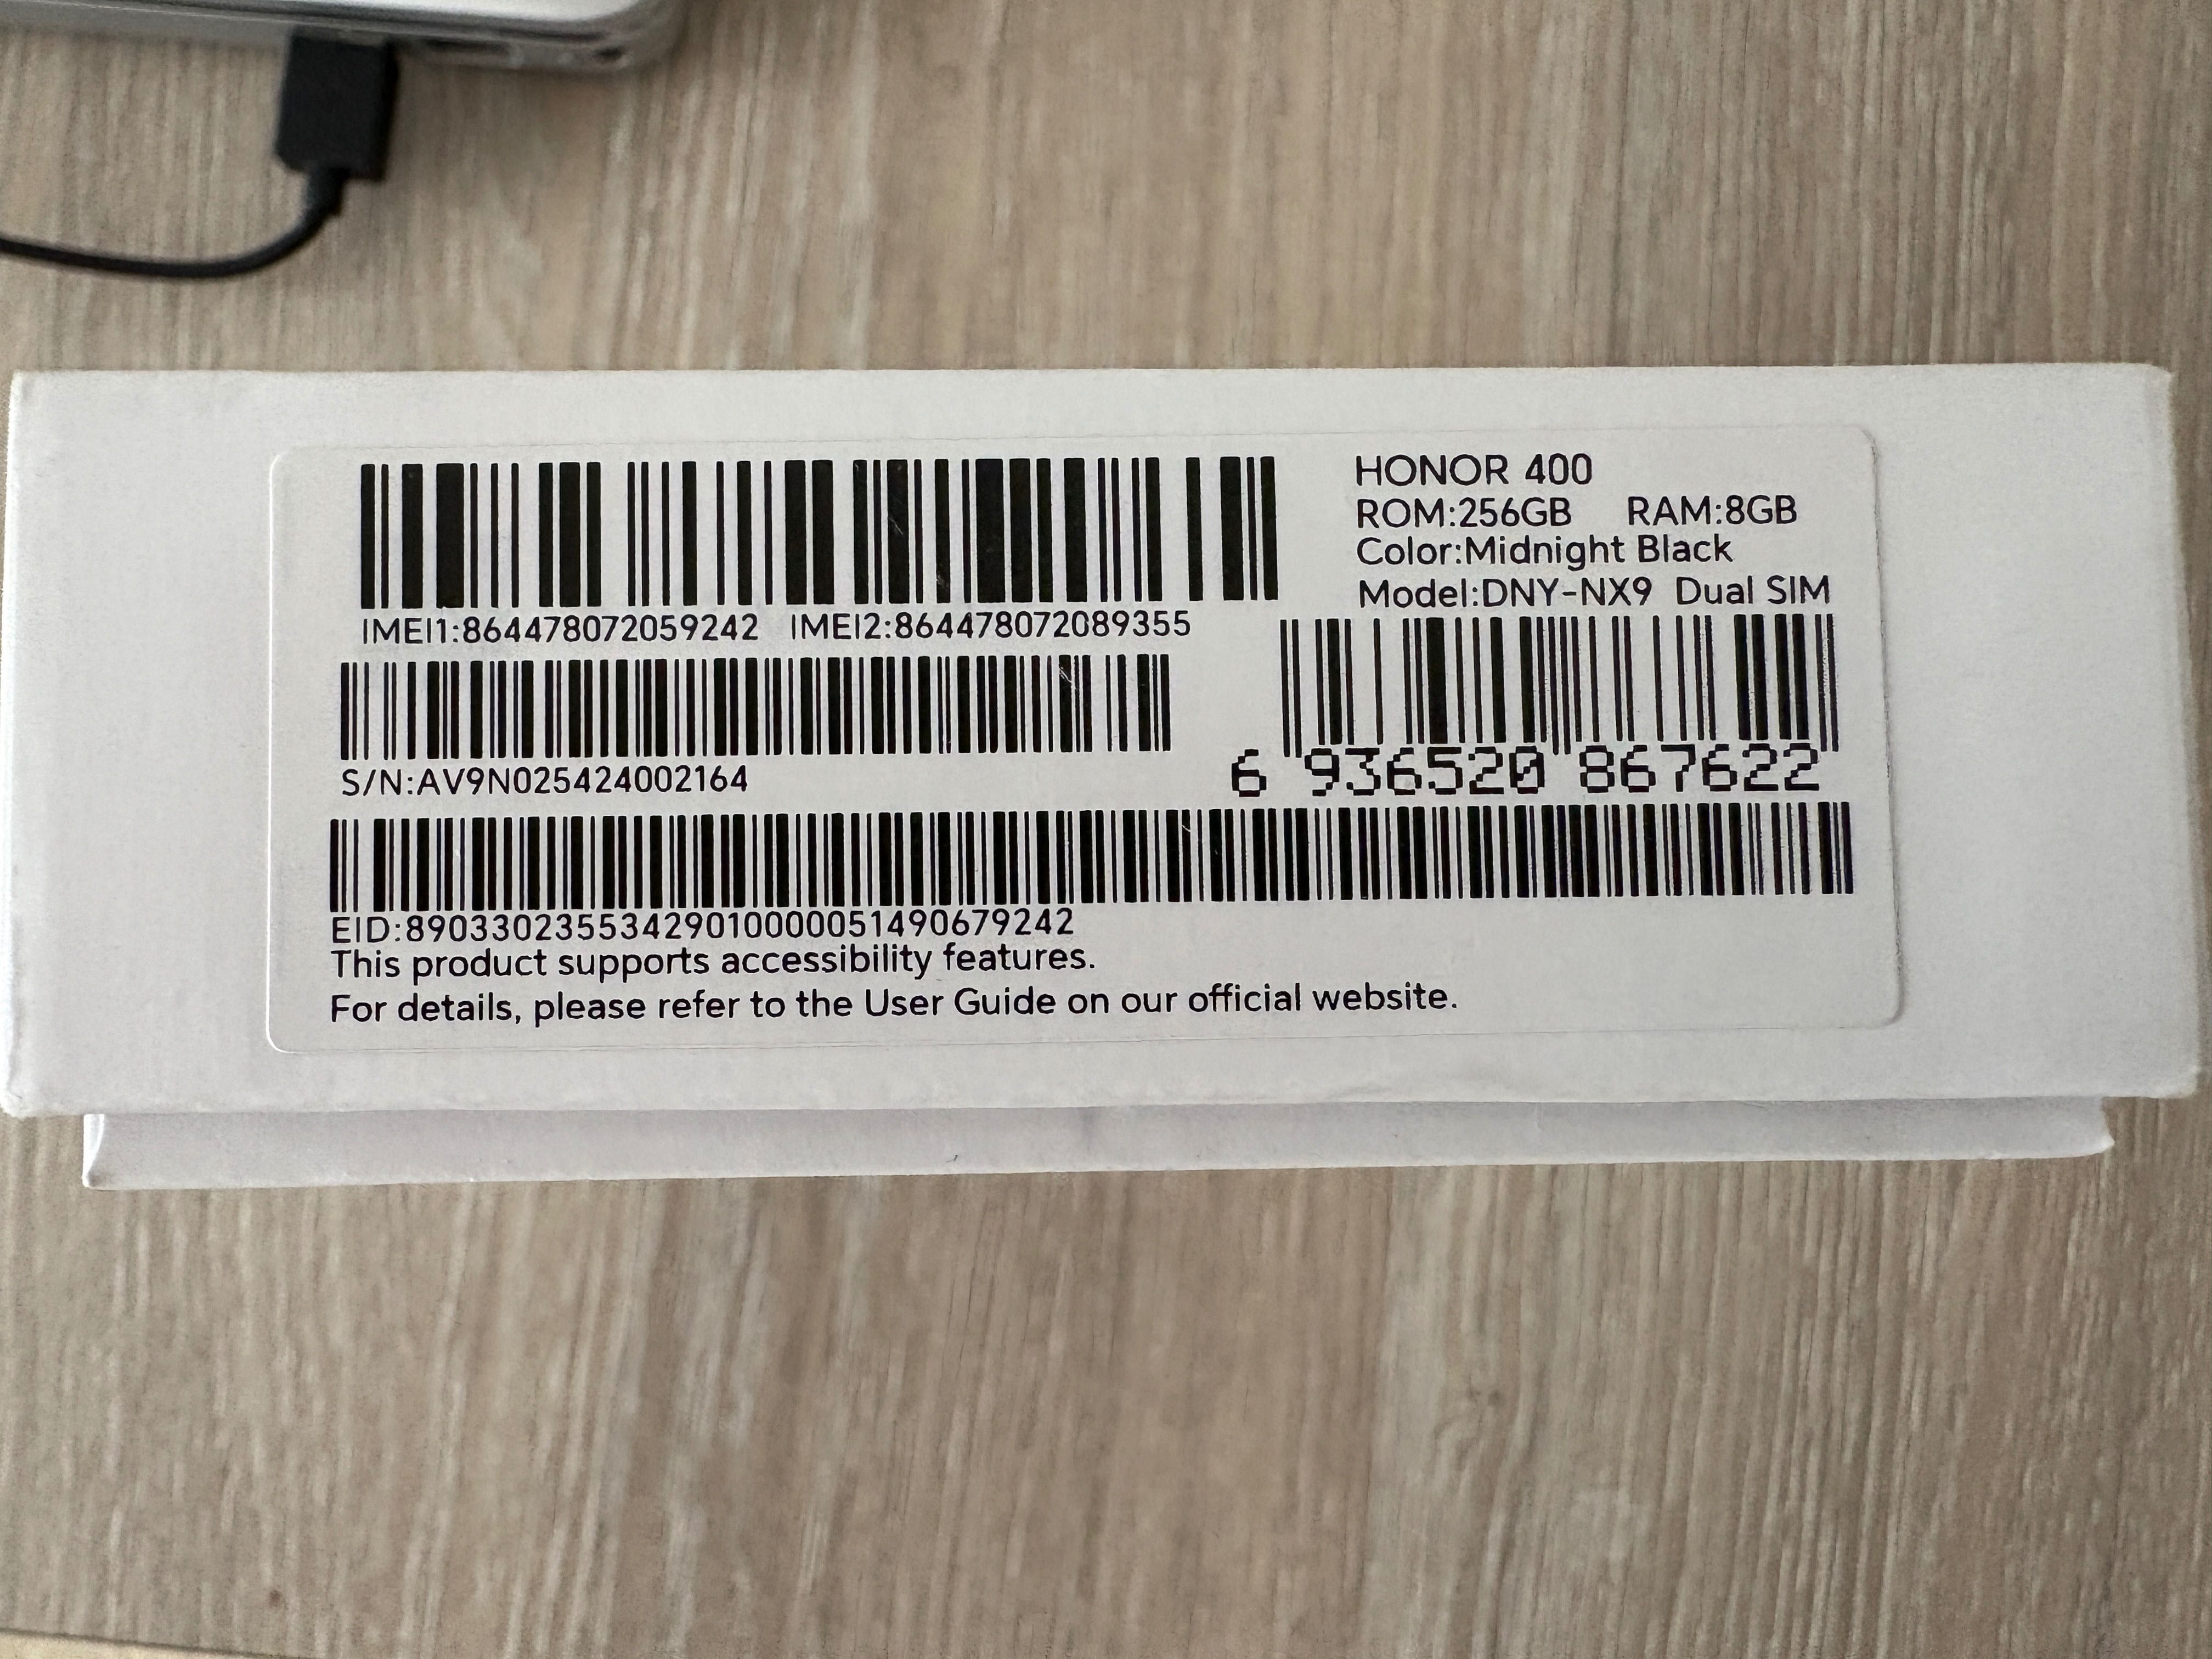 HONOR 400
ROM:256GB RAM:8GB
Color:Midnight Black
Model:DNY-NX9 Dual SIM
IMEI1:864478072059242 IMEI2:864478072089355
S/N:AV9N025424002164
6 936520 867622
EID:89033023553429010000051490679242
This product supports accessibility features.
For details, please refer to the User Guide on our official website.